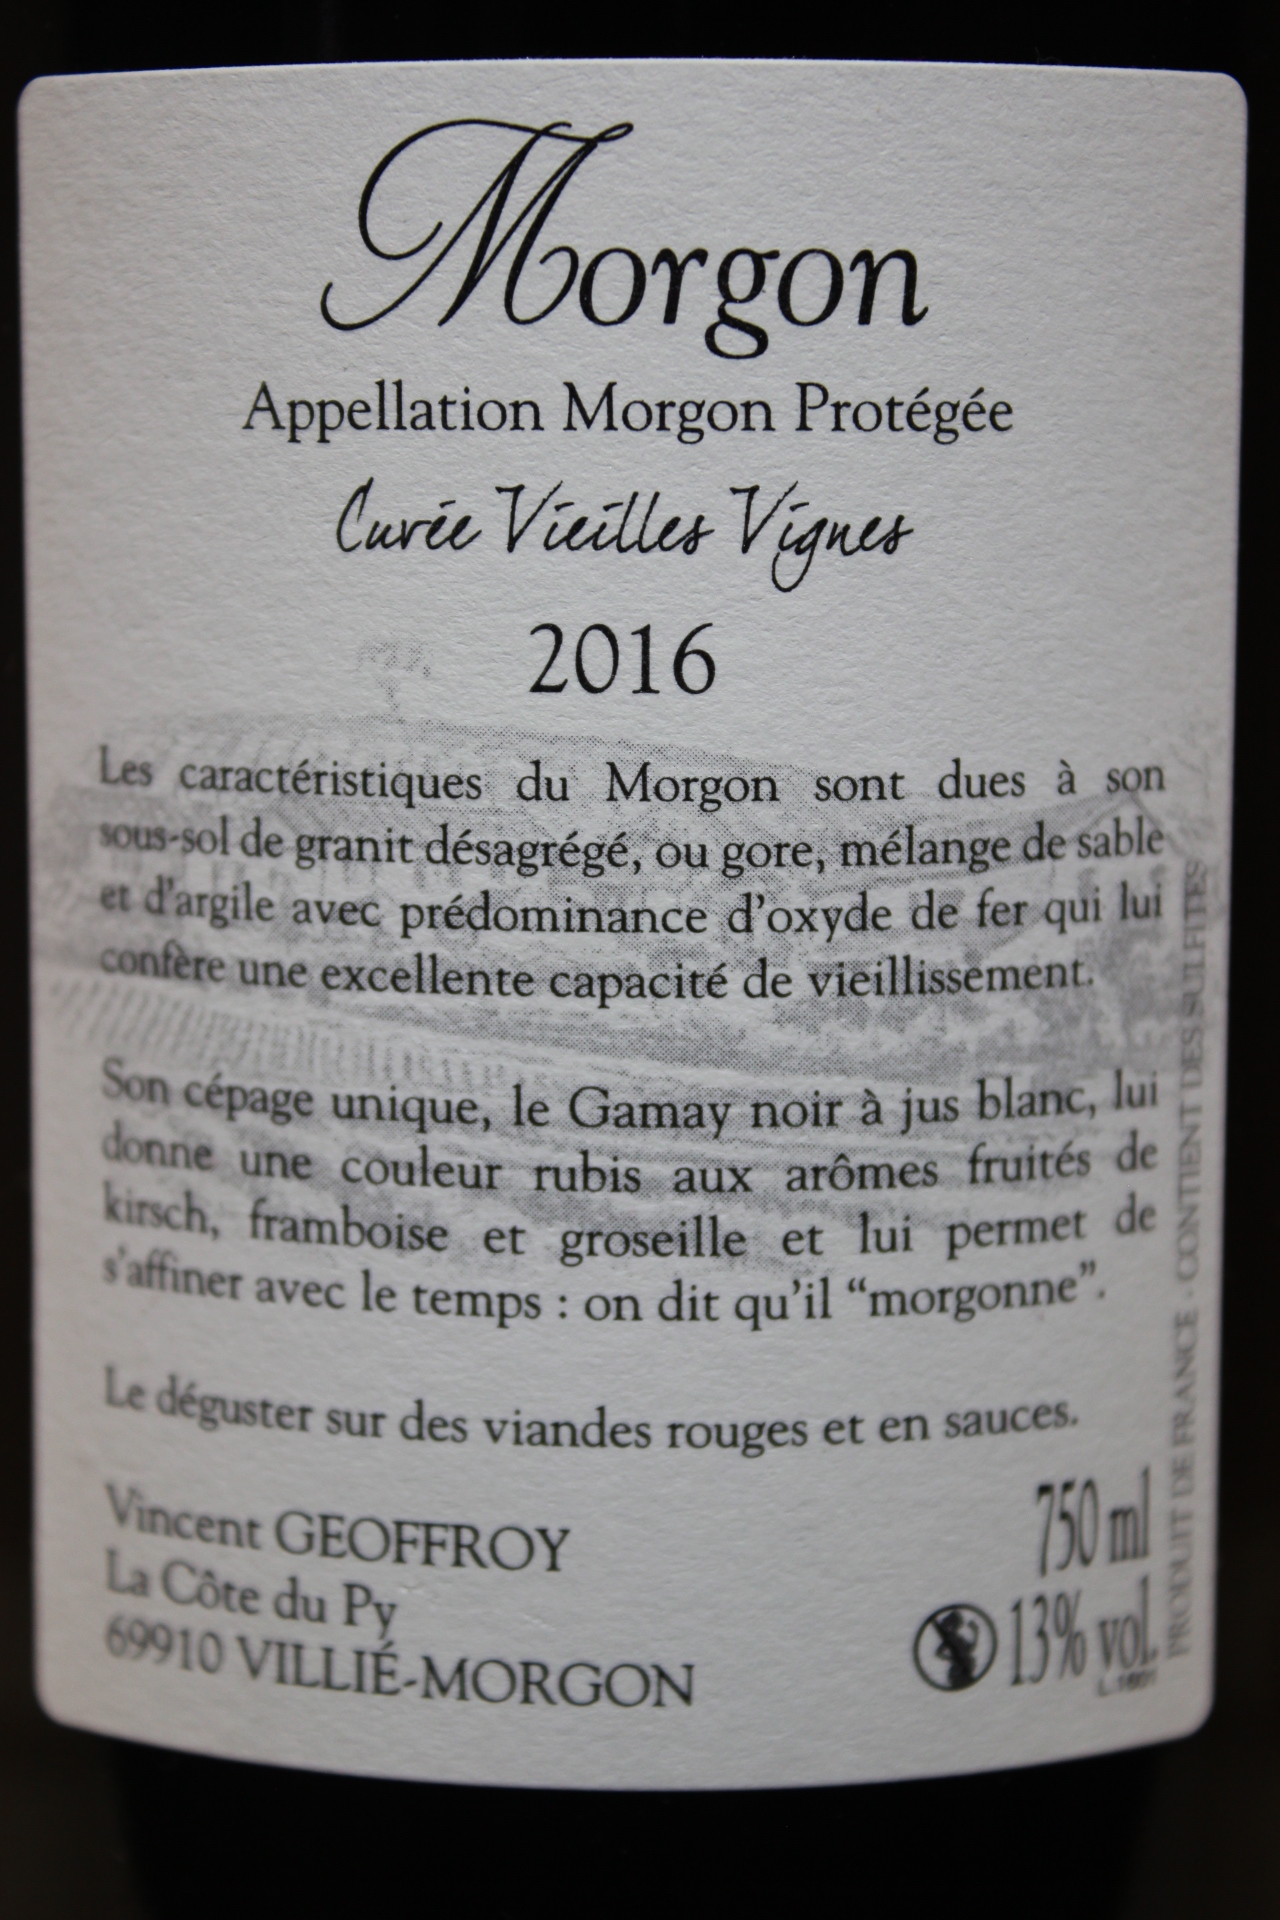 Morgon
Appellation Morgon Protégée
Cuvée Vieilles Vignes
2016
Les caractéristiques du Morgon sont dues à son
sous-sol de granit désagrégé, ou gore, mélange de sable
et d'argile avec prédominance d'oxyde de fer qui lui
confère une excellente capacité de vieillissement.
Son cépage unique, le Gamay noir à jus blanc, lui
donne une couleur rubis aux arômes fruités de
kirsch, framboise et groseille et lui permet de
s'affiner avec le temps : on dit qu'il “morgonne”.
Le déguster sur des viandes rouges et en sauces.
Vincent GEOFFROY
La Côte du Py
69910 VILLIÉ-MORGON
750 ml
13% vol.
PRODUIT DE FRANCE - CONTIENT DES SULFITES